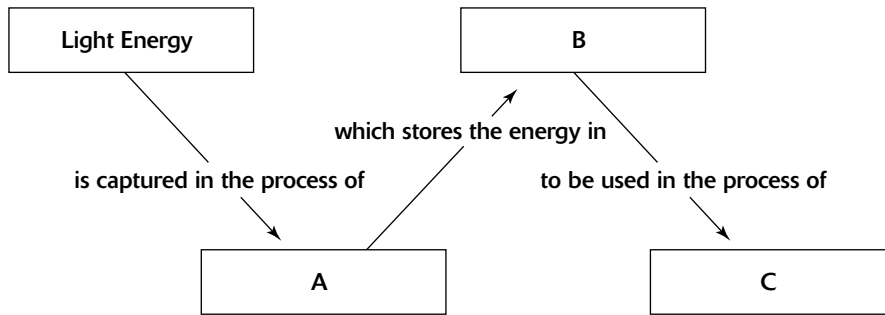 Light Energy
B
which stores the energy in
is captured in the process of
to be used in the process of
A
C